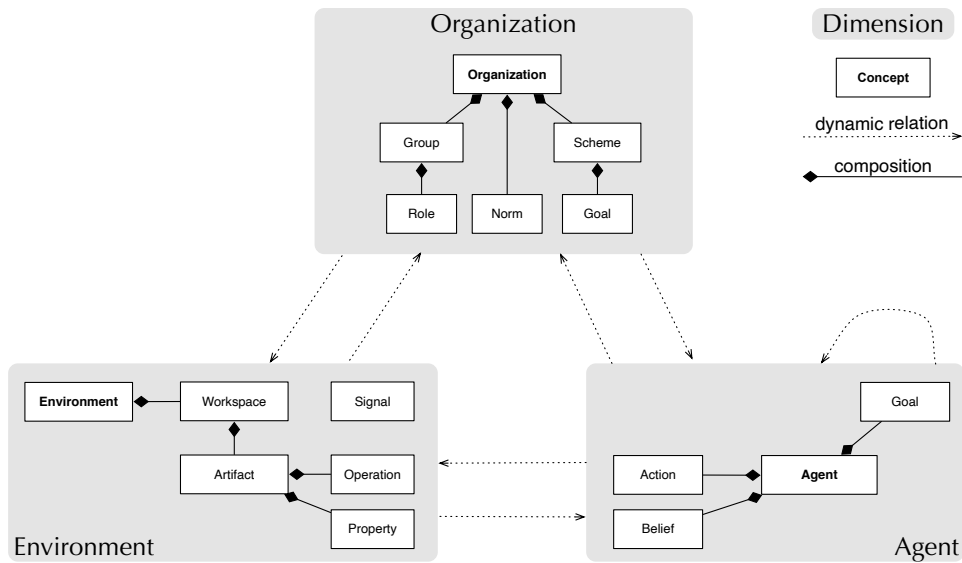 Organization
Dimension
Organization
Concept
dynamic relation
Group
Scheme
composition
Role
Norm
Goal
Environment
Workspace
Signal
Goal
Artifact
Operation
Action
Agent
Property
Belief
Environment
Agent